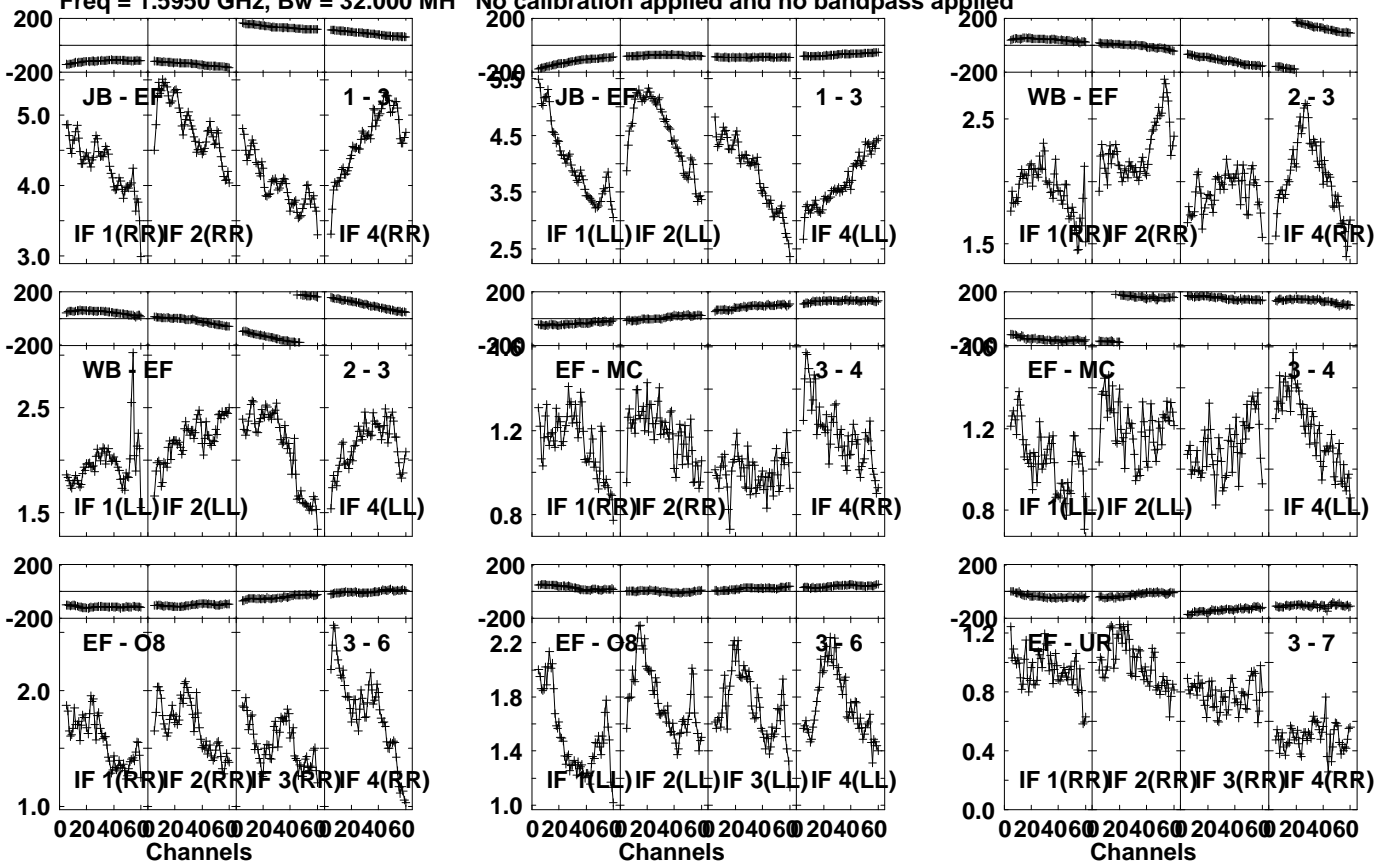 Freq = 1.5950 GHz, Bw = 32.000 MH No calibration applied and no bandpass applied
200
-200
JB - EF 1 - 3
5.0
4.0
3.0
IF 1(RR) IF 2(RR) IF 4(RR)
200
-200
5.5
JB - EF 1 - 3
4.5
3.5
2.5
IF 1(LL) IF 2(LL) IF 4(LL)
200
-200
WB - EF 2 - 3
2.5
1.5
IF 1(RR) IF 2(RR) IF 4(RR)
200
-200
WB - EF 2 - 3
2.5
1.5
IF 1(LL) IF 2(LL) IF 4(LL)
200
-200
1.6
EF - MC 3 - 4
1.2
0.8
IF 1(RR) IF 2(RR) IF 4(RR)
200
-200
1.6
EF - MC 3 - 4
1.2
0.8
IF 1(LL) IF 2(LL) IF 4(LL)
200
-200
EF - O8 3 - 6
2.0
1.0
IF 1(RR) IF 2(RR) IF 3(RR) IF 4(RR)
0 20 40 60 0 20 40 60 0 20 40 60 0 20 40 60
Channels
200
-200
EF - O8 3 - 6
2.2
1.8
1.4
1.0
IF 1(LL) IF 2(LL) IF 3(LL) IF 4(LL)
0 20 40 60 0 20 40 60 0 20 40 60 0 20 40 60
Channels
200
-200
1.2
EF - UR 3 - 7
0.8
0.4
0.0
IF 1(RR) IF 2(RR) IF 3(RR) IF 4(RR)
0 20 40 60 0 20 40 60 0 20 40 60 0 20 40 60
Channels